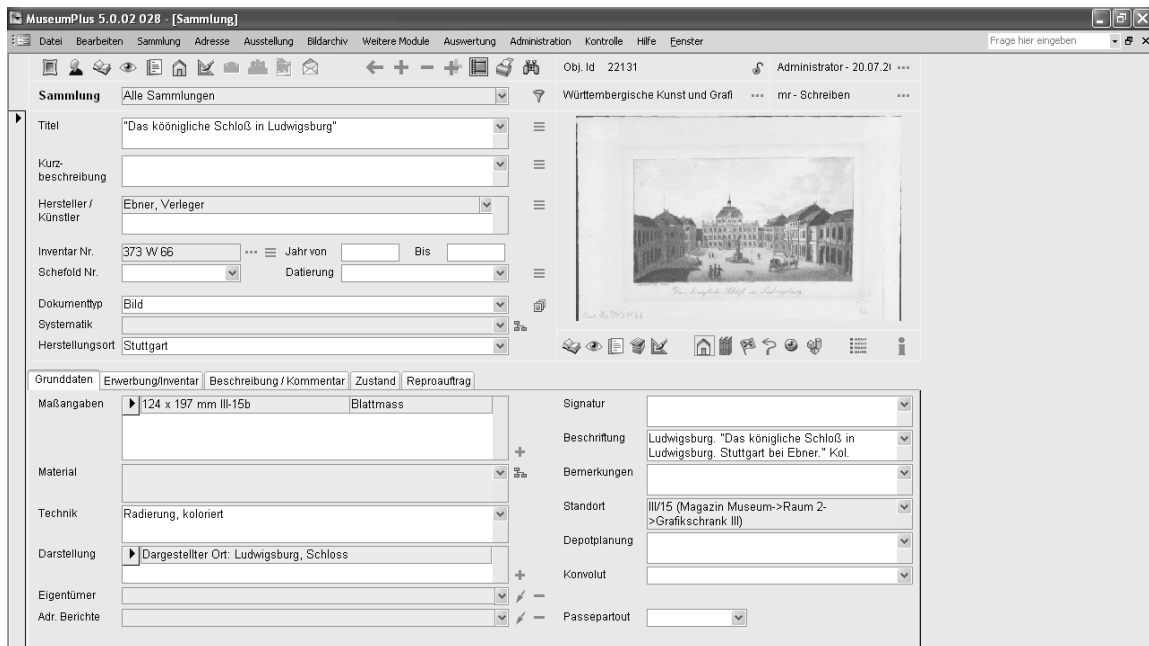 MuseumPlus 5.0.02 028 - [Sammlung]
Datei Bearbeiten Sammlung Adresse Ausstellung Bildarchiv Weitere Module Auswertung Administration Kontrolle Hilfe Fenster Frage hier eingeben
Obj. Id 22131 Administrator - 20.07.2
Sammlung Alle Sammlungen Württembergische Kunst und Grafi ... mr - Schreiben ...
Titel "Das köönigliche Schloß in Ludwigsburg"
Kurz-
beschreibung
Hersteller / Ebner, Verleger
Künstler
Inventar Nr. 373 W 66 ... Jahr von Bis
Schefold Nr. Datierung
Dokumenttyp Bild
Systematik
Herstellungsort Stuttgart
Das königliche Schloß in Ludwigsburg.
Grunddaten Erwerbung/Inventar Beschreibung / Kommentar Zustand Reproauftrag
Maßangaben 124 x 197 mm III-15b Blattmass
Signatur
Beschriftung Ludwigsburg. "Das königliche Schloß in
Ludwigsburg. Stuttgart bei Ebner." Kol.
Material
Bemerkungen
Technik Radierung, koloriert
Standort III/15 (Magazin Museum->Raum 2-
>Grafikschrank III)
Depotplanung
Darstellung Dargestellter Ort: Ludwigsburg, Schloss
Konvolut
Eigentümer
Adr. Berichte
Passepartout